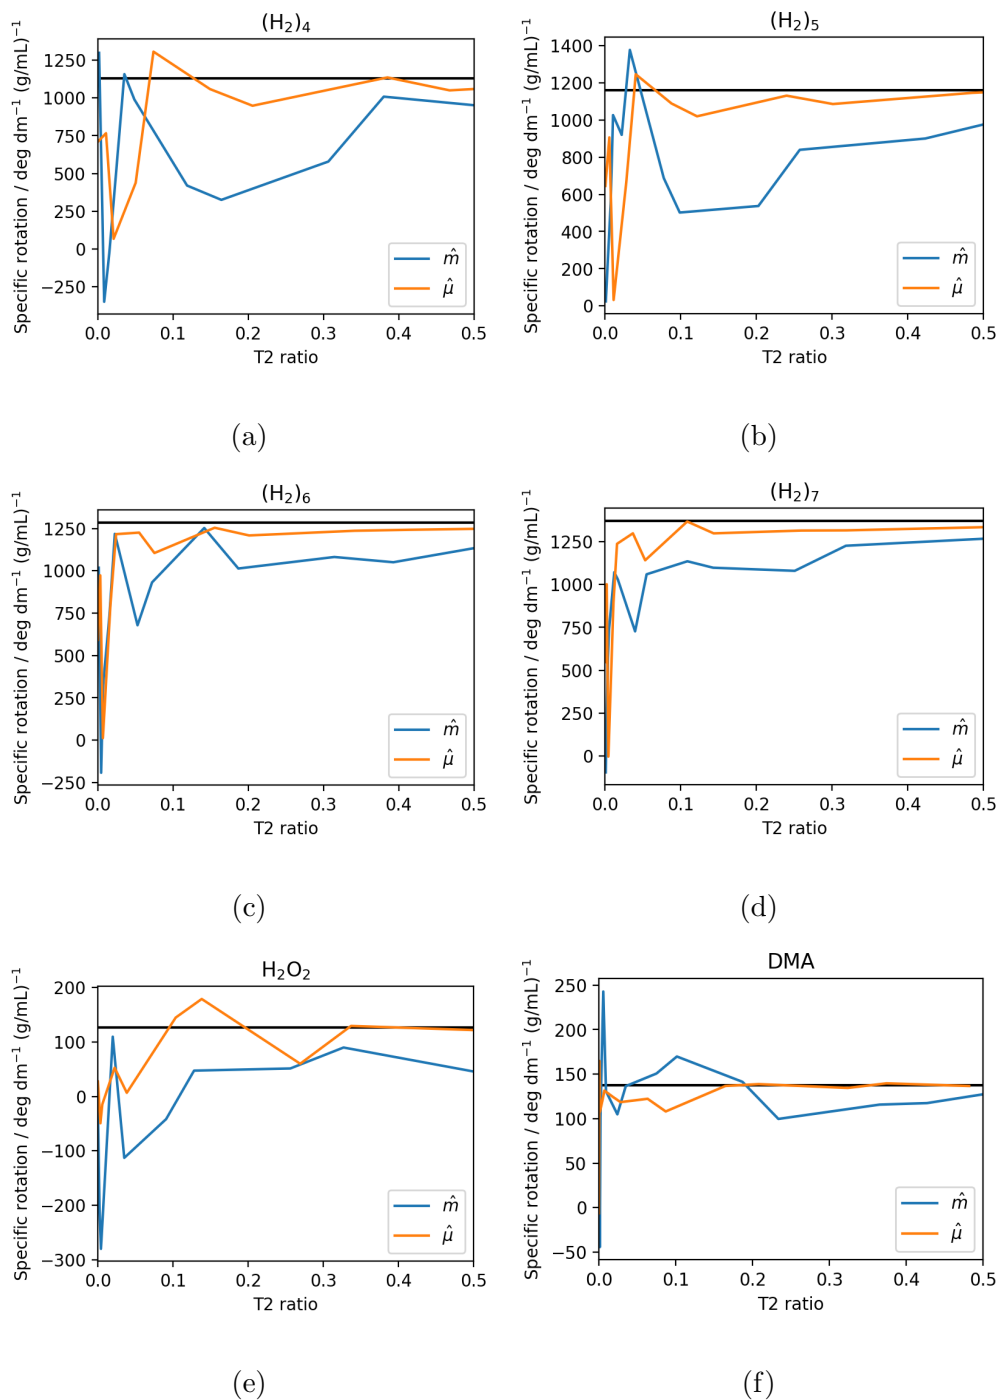 (H₂)₄
Specific rotation / deg dm⁻¹ (g/mL)⁻¹
1250
1000
750
500
250
0
−250
0.0 0.1 0.2 0.3 0.4 0.5
T2 ratio
m̂
μ̂
(a)
(H₂)₅
Specific rotation / deg dm⁻¹ (g/mL)⁻¹
1400
1200
1000
800
600
400
200
0
0.0 0.1 0.2 0.3 0.4 0.5
T2 ratio
m̂
μ̂
(b)
(H₂)₆
Specific rotation / deg dm⁻¹ (g/mL)⁻¹
1250
1000
750
500
250
0
−250
0.0 0.1 0.2 0.3 0.4 0.5
T2 ratio
m̂
μ̂
(c)
(H₂)₇
Specific rotation / deg dm⁻¹ (g/mL)⁻¹
1250
1000
750
500
250
0
0.0 0.1 0.2 0.3 0.4 0.5
T2 ratio
m̂
μ̂
(d)
H₂O₂
Specific rotation / deg dm⁻¹ (g/mL)⁻¹
200
100
0
−100
−200
−300
0.0 0.1 0.2 0.3 0.4 0.5
T2 ratio
m̂
μ̂
(e)
DMA
Specific rotation / deg dm⁻¹ (g/mL)⁻¹
250
200
150
100
50
0
−50
0.0 0.1 0.2 0.3 0.4 0.5
T2 ratio
m̂
μ̂
(f)